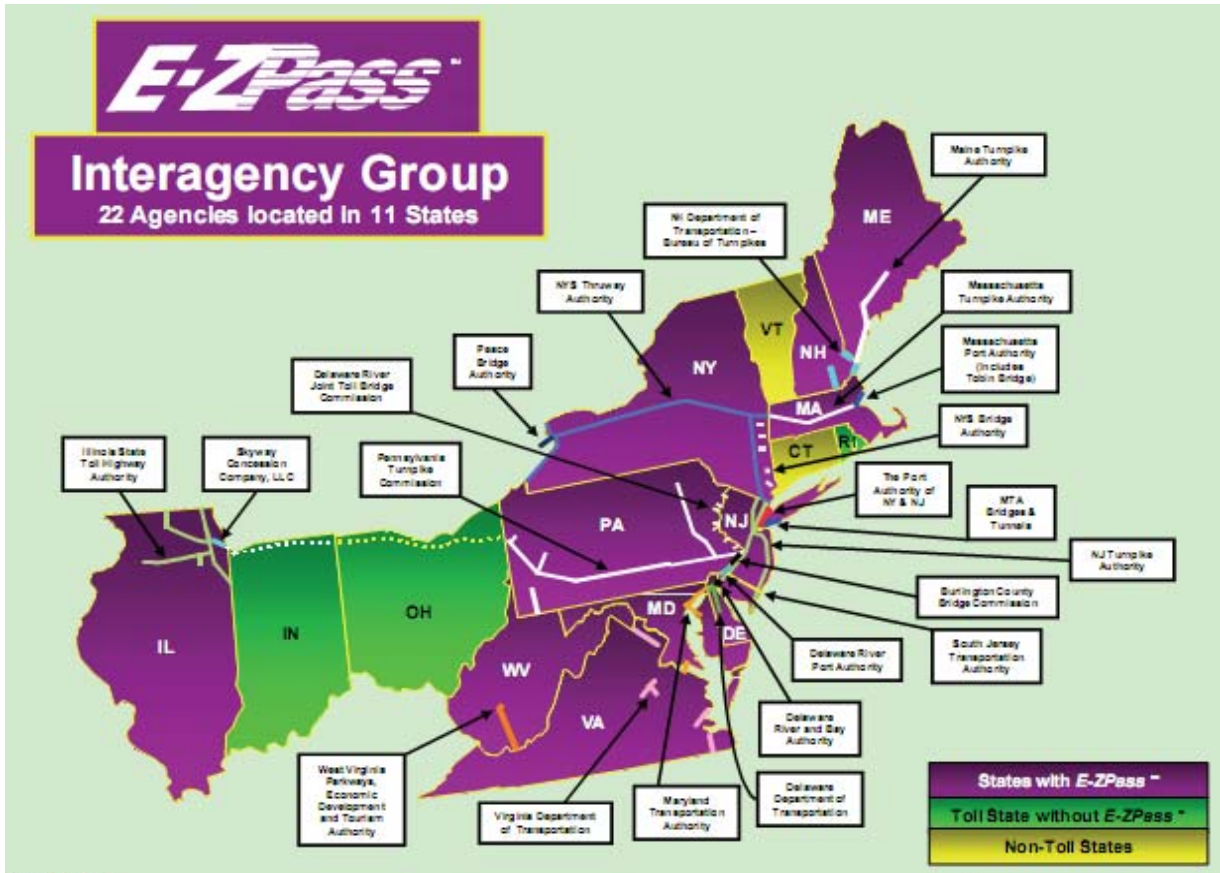 E-ZPass
SM
Interagency Group
22 Agencies located in 11 States
Maine Turnpike
Authority
ME
NH Department of
Transportation –
Bureau of Turnpikes
NYS Thruway
Authority
Massachusetts
Turnpike Authority
VT
NH
Peace
Bridge
Authority
NY
Massachusetts
Port Authority
(Includes
Tobin Bridge)
Delaware River
Joint Toll Bridge
Commission
MA
NYS Bridge
Authority
CT
RI
Illinois State
Toll Highway
Authority
Skyway
Concession
Company, LLC
Pennsylvania
Turnpike
Commission
The Port
Authority of
NY & NJ
MTA
Bridges &
Tunnels
PA
NJ
NJ Turnpike
Authority
Burlington County
Bridge Commission
IL
IN
OH
MD
DE
WV
VA
Delaware River
Port Authority
South Jersey
Transportation
Authority
Delaware
River and Bay
Authority
West Virginia
Parkways,
Economic
Development
and Tourism
Authority
Virginia Department
of Transportation
Maryland
Transportation
Authority
Delaware
Department of
Transportation
States with E-ZPass SM
Toll State without E-ZPass SM
Non-Toll States